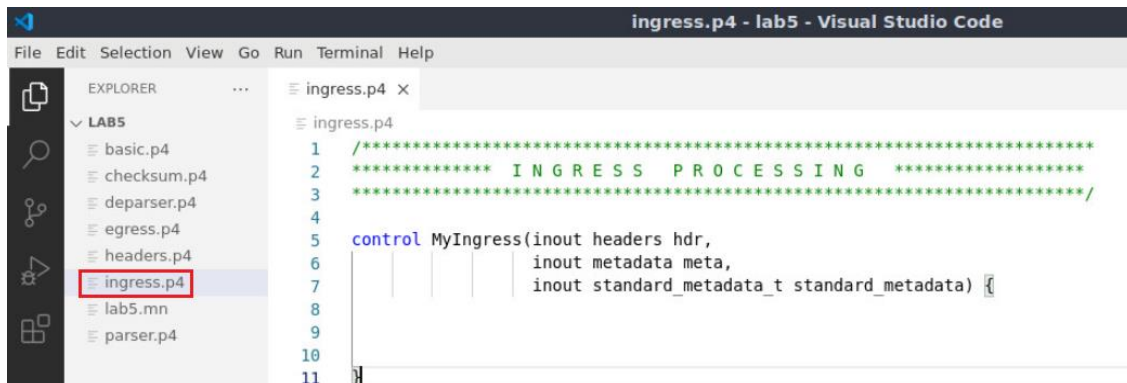 ingress.p4 - lab5 - Visual Studio Code
File Edit Selection View Go Run Terminal Help
EXPLORER ...
LAB5
basic.p4
checksum.p4
deparser.p4
egress.p4
headers.p4
ingress.p4
lab5.mn
parser.p4
ingress.p4 ×
ingress.p4
1 /*************************************************************************
2 ************** I N G R E S S P R O C E S S I N G *******************
3 *************************************************************************/
4
5 control MyIngress(inout headers hdr,
6 inout metadata meta,
7 inout standard_metadata_t standard_metadata) {
8
9
10
11 }